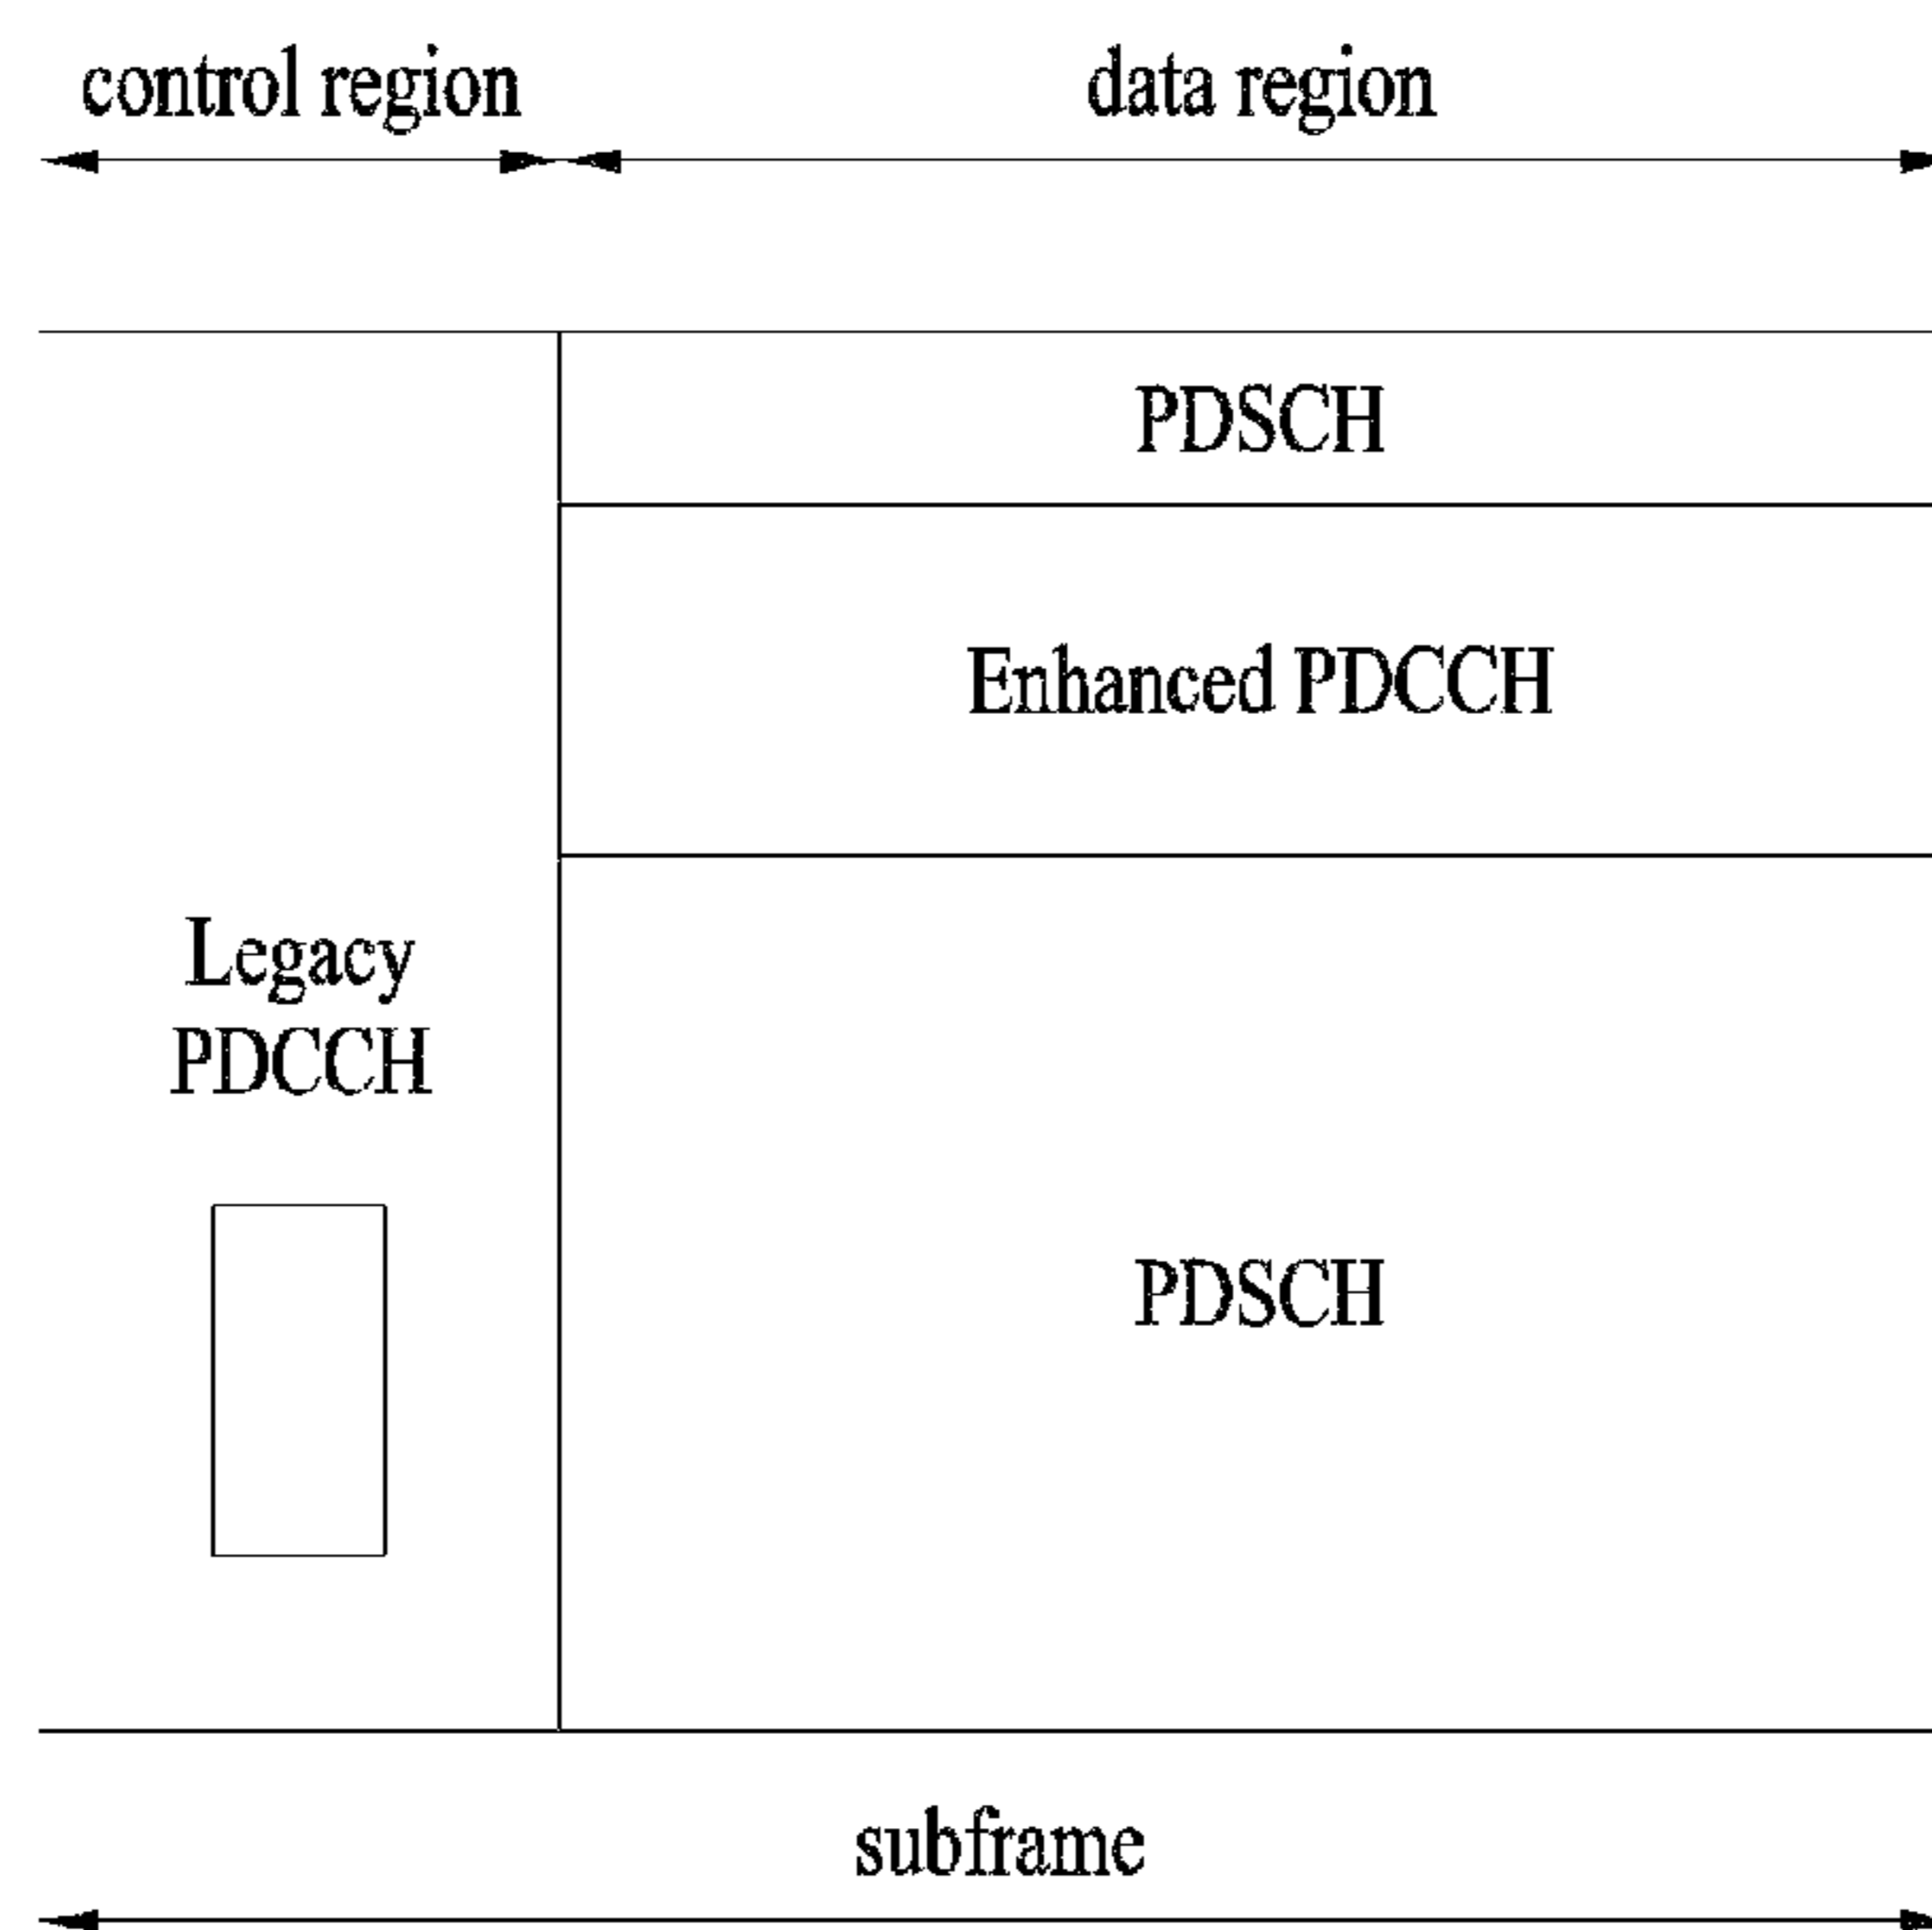 control region
data region
PDSCH
Enhanced PDCCH
Legacy
PDCCH
PDSCH
subframe